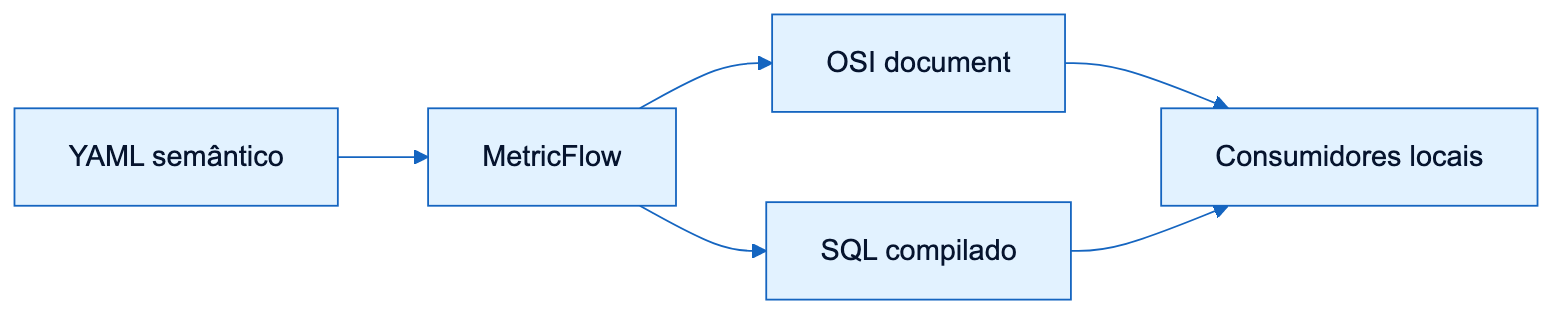 YAML semântico
MetricFlow
OSI document
SQL compilado
Consumidores locais